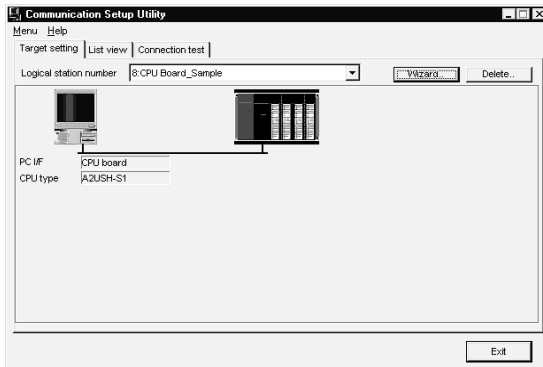 Communication Setup Utility
Menu Help
Target setting List view Connection test
Logical station number 8:CPU Board_Sample Wizard... Delete..
PC I/F CPU board
CPU type A2USH-S1
Exit